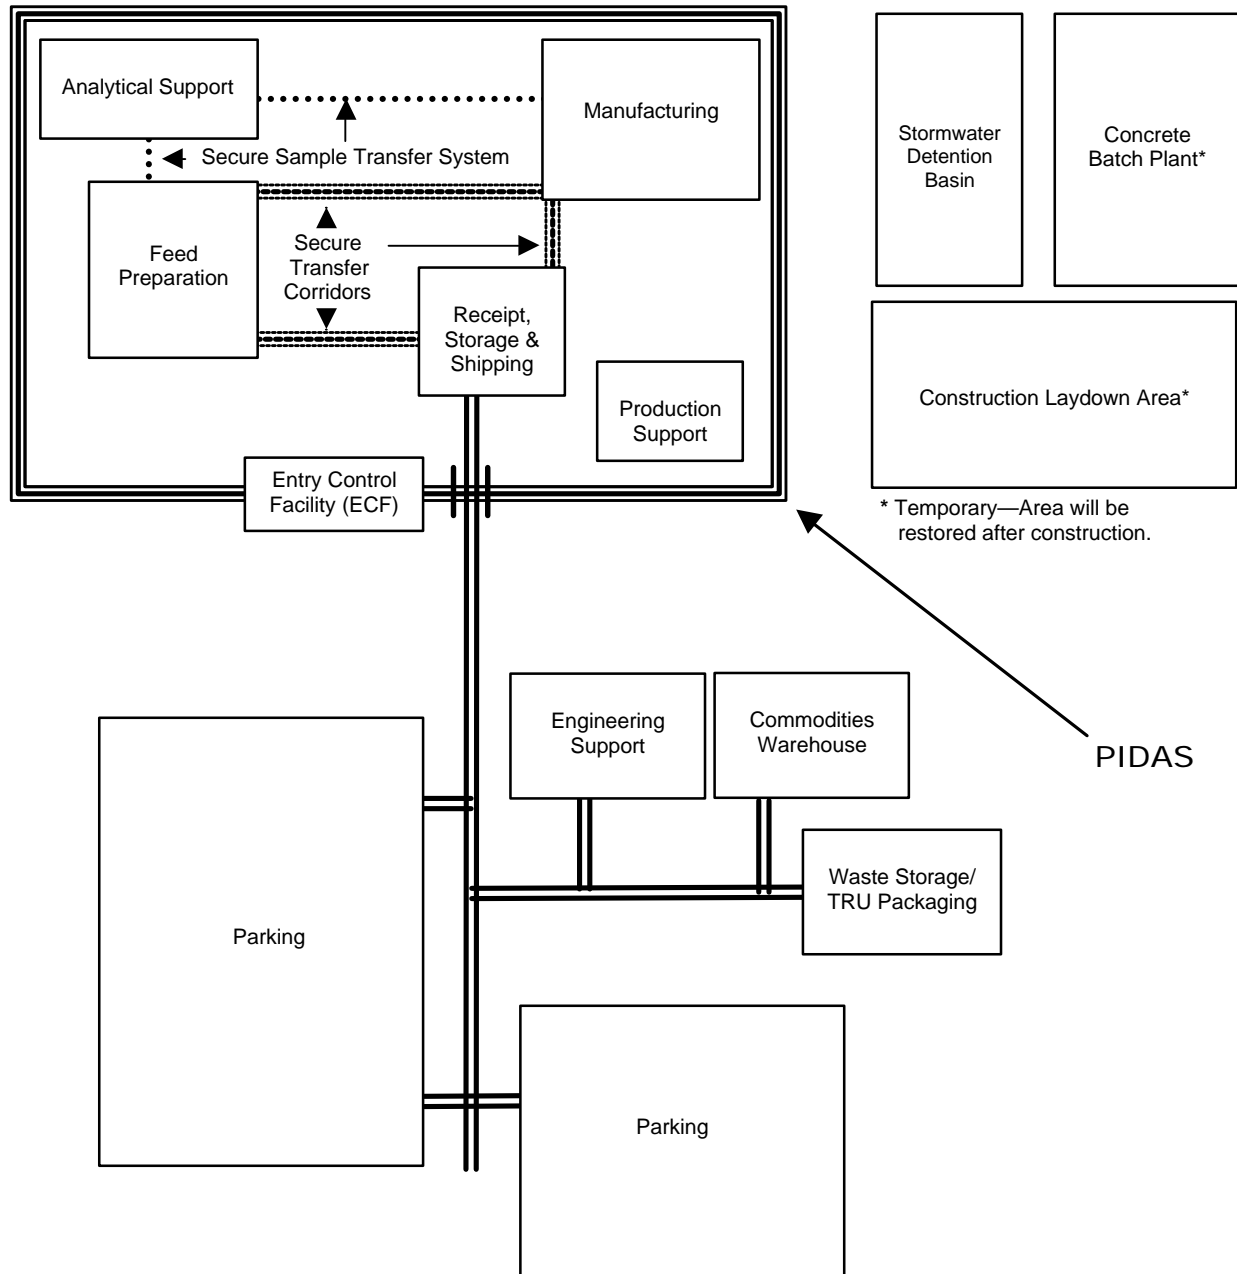 Analytical Support
Manufacturing
Secure Sample Transfer System
Feed
Preparation
Secure
Transfer
Corridors
Receipt,
Storage &
Shipping
Production
Support
Entry Control
Facility (ECF)
Stormwater
Detention
Basin
Concrete
Batch Plant*
Construction Laydown Area*
* Temporary—Area will be
restored after construction.
PIDAS
Engineering
Support
Commodities
Warehouse
Waste Storage/
TRU Packaging
Parking
Parking